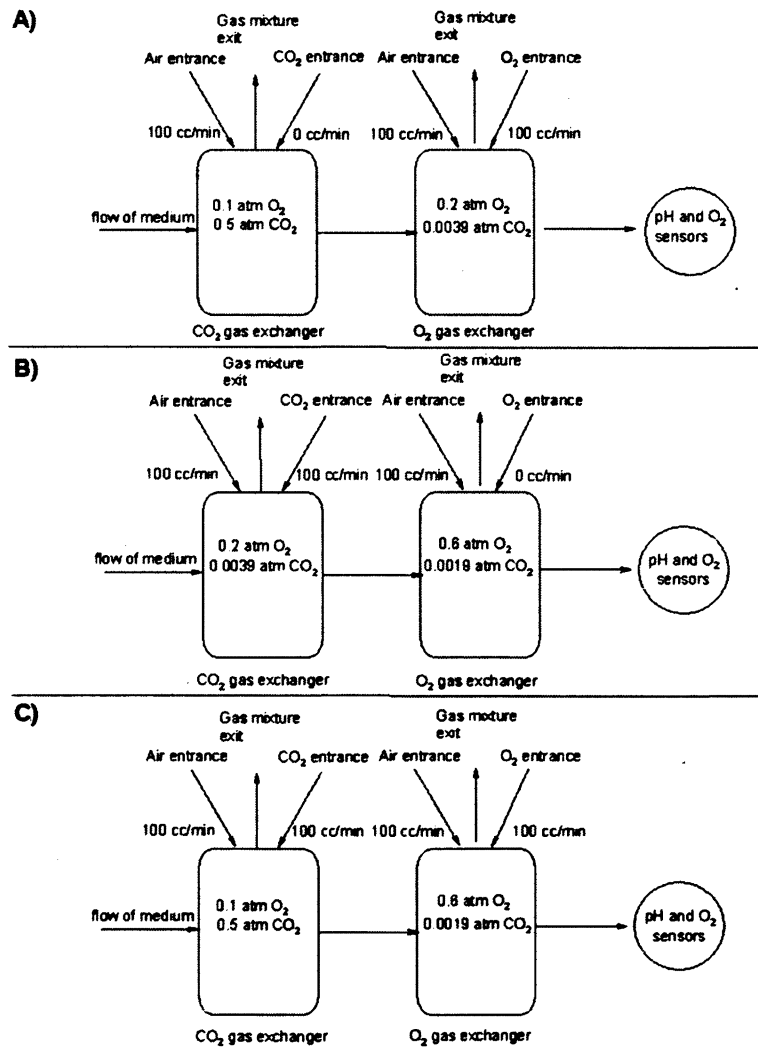 A)
Gas mixture
exit
Air entrance
CO₂ entrance
Air entrance
O₂ entrance
100 cc/min
0 cc/min
100 cc/min
100 cc/min
flow of medium
0.1 atm O₂
0.5 atm CO₂
0.2 atm O₂
0.0039 atm CO₂
pH and O₂
sensors
CO₂ gas exchanger
O₂ gas exchanger
B)
Gas mixture
exit
Gas mixture
exit
Air entrance
CO₂ entrance
Air entrance
O₂ entrance
100 cc/min
100 cc/min
100 cc/min
0 cc/min
flow of medium
0.2 atm O₂
0.0039 atm CO₂
0.6 atm O₂
0.0019 atm CO₂
pH and O₂
sensors
CO₂ gas exchanger
O₂ gas exchanger
C)
Gas mixture
exit
Gas mixture
exit
Air entrance
CO₂ entrance
Air entrance
O₂ entrance
100 cc/min
100 cc/min
100 cc/min
100 cc/min
flow of medium
0.1 atm O₂
0.5 atm CO₂
0.6 atm O₂
0.0019 atm CO₂
pH and O₂
sensors
CO₂ gas exchanger
O₂ gas exchanger